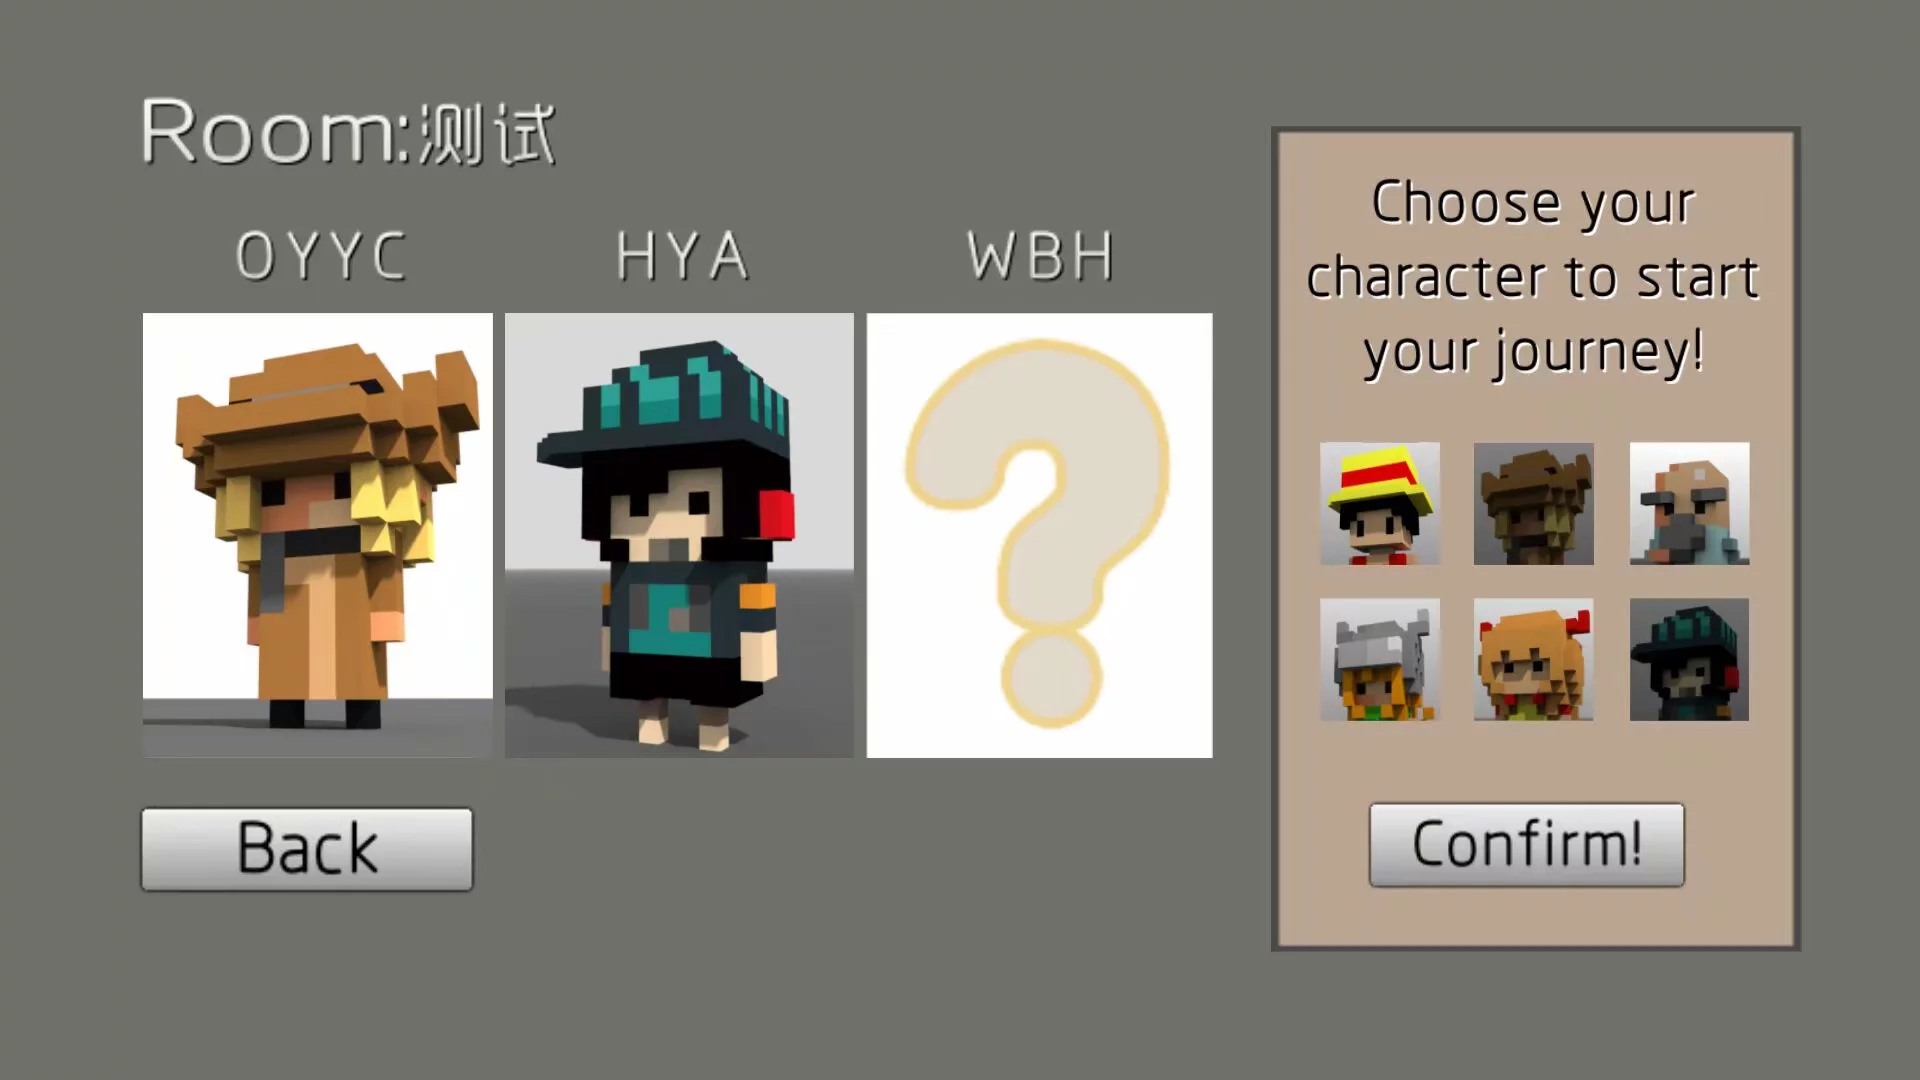 Room:测试
OYYC
HYA
WBH
Choose your
character to start
your journey!
Back
Confirm!